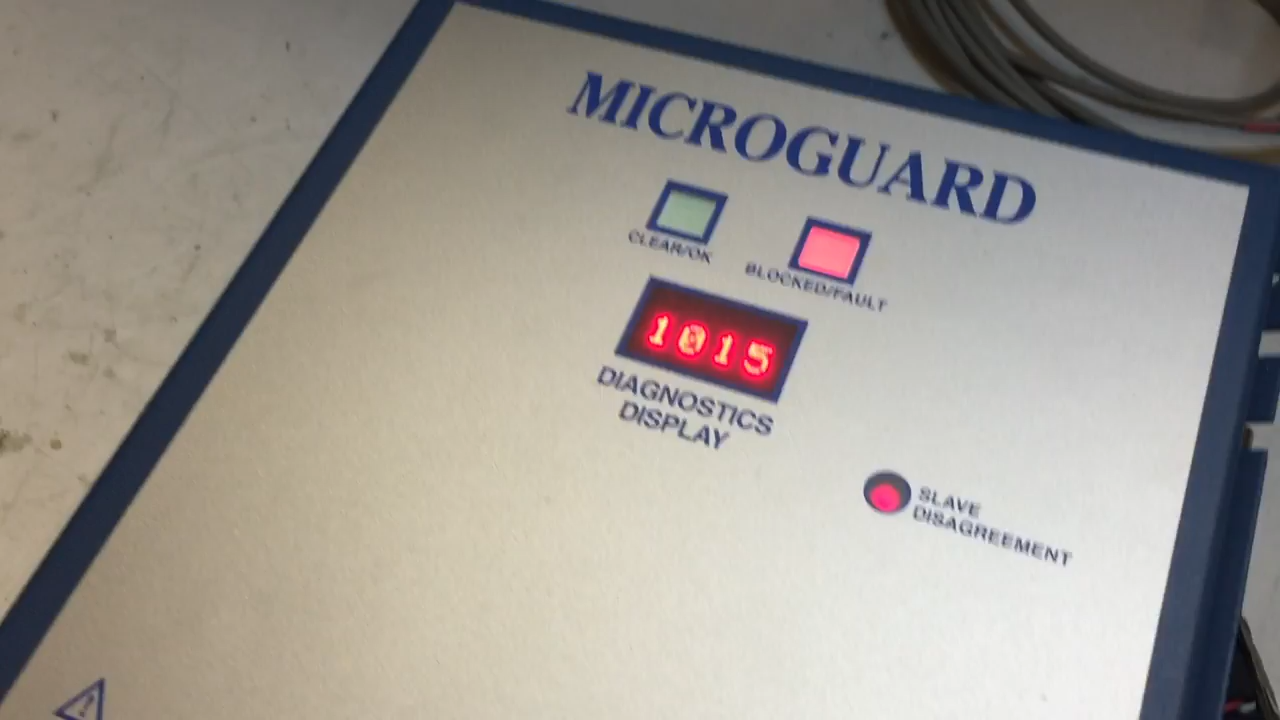 MICROGUARD
CLEAR/OK
BLOCKED/FAULT
1015
DIAGNOSTICS
DISPLAY
SLAVE
DISAGREEMENT